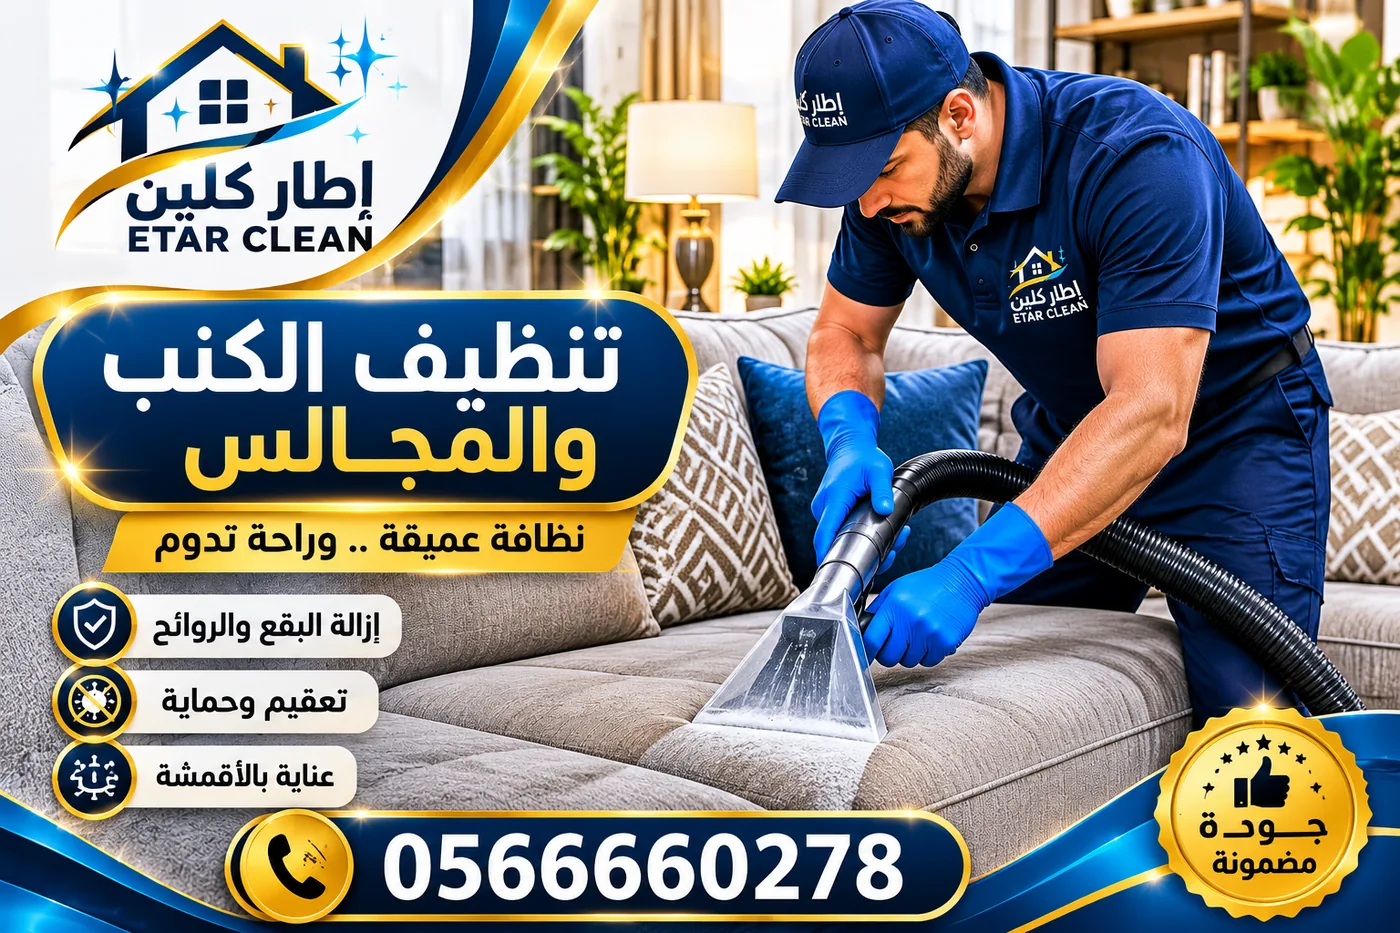 إطار كلين
ETAR CLEAN
إطار كلين
ETAR CLEAN
إطار كلين
ETAR CLEAN
تنظيف الكنب
والمجالس
نظافة عميقة .. وراحة تدوم
إزالة البقع والروائح
تعقيم وحماية
عناية بالأقمشة
0566660278
جودة
مضمونة